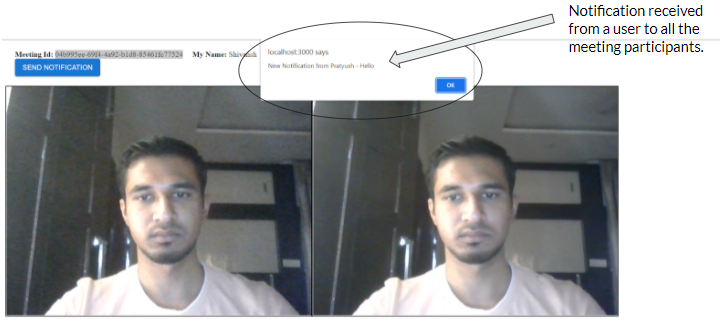 Notification received
from a user to all the
meeting participants.
localhost:3000 says
Meeting Id: 04b995ee-69f4-4a92-b1d8-85461fc77524 My Name: Shivansh
New Notification from Pratyush - Hello
SEND NOTIFICATION
OK